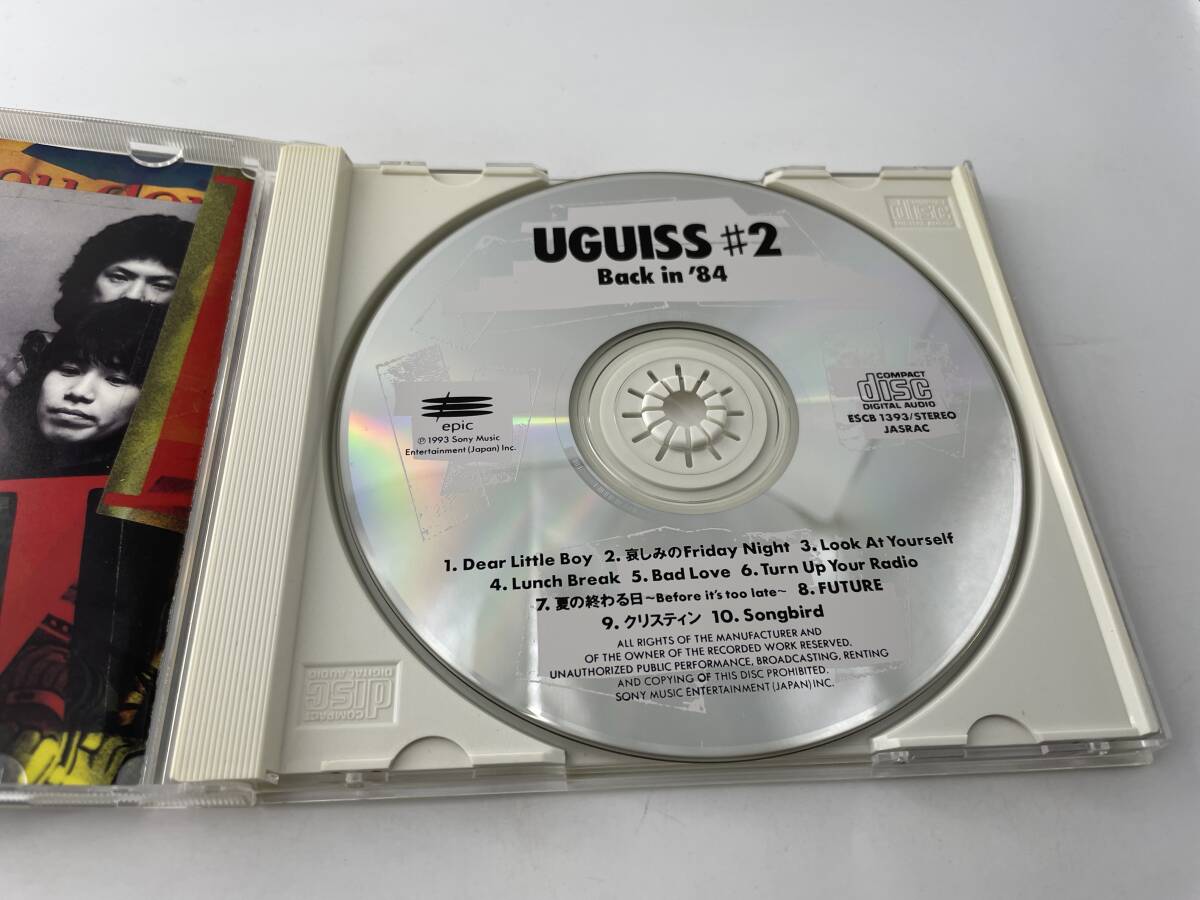 UGUISS #2
Back in '84
epic
℗ 1993 Sony Music
Entertainment (Japan) Inc.
COMPACT
disc
DIGITAL AUDIO
ESCB 1393/STEREO
JASRAC
1. Dear Little Boy 2. 哀しみのFriday Night 3. Look At Yourself
4. Lunch Break 5. Bad Love 6. Turn Up Your Radio
7. 夏の終わる日~Before it's too late~ 8. FUTURE
9. クリスティン 10. Songbird
ALL RIGHTS OF THE MANUFACTURER AND
OF THE OWNER OF THE RECORDED WORK RESERVED.
UNAUTHORIZED PUBLIC PERFORMANCE, BROADCASTING, RENTING
AND COPYING OF THIS DISC PROHIBITED.
SONY MUSIC ENTERTAINMENT (JAPAN) INC.
disc
COMPACT
disc
DIGITAL AUDIO